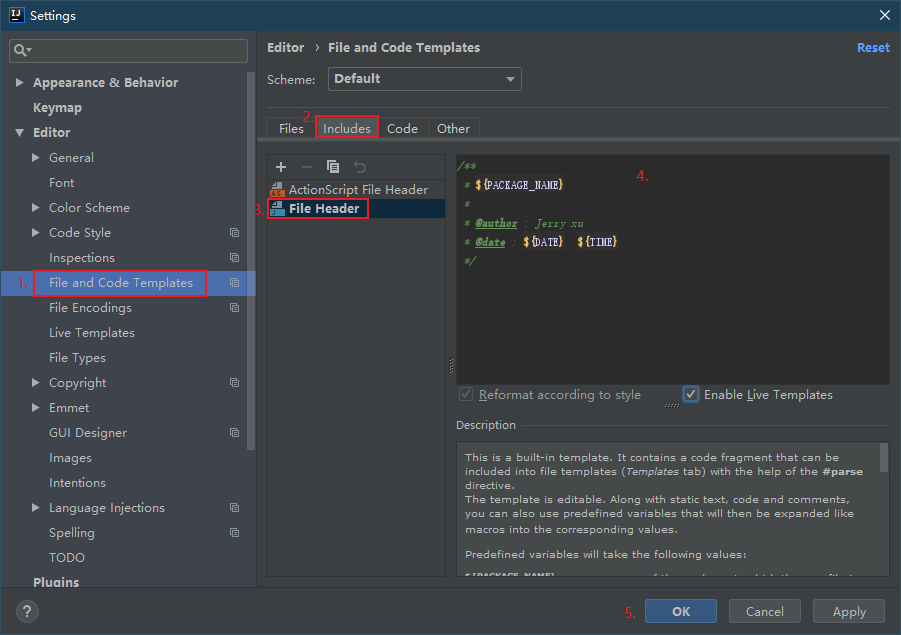 Settings
Appearance & Behavior
Keymap
Editor
General
Font
Color Scheme
Code Style
Inspections
1.
File and Code Templates
File Encodings
Live Templates
File Types
Copyright
Emmet
GUI Designer
Images
Intentions
Language Injections
Spelling
TODO
Plugins
Editor › File and Code Templates
Reset
Scheme: Default
2.
Files Includes Code Other
ActionScript File Header
3. File Header
4.
/**
* ${PACKAGE_NAME}
*
* @author : Jerry xu
* @date : ${DATE} ${TIME}
*/
Reformat according to style
Enable Live Templates
Description
This is a built-in template. It contains a code fragment that can be
included into file templates (Templates tab) with the help of the #parse
directive.
The template is editable. Along with static text, code and comments,
you can also use predefined variables that will then be expanded like
macros into the corresponding values.
Predefined variables will take the following values:
${PACKAGE_NAME}
?
5. OK Cancel Apply